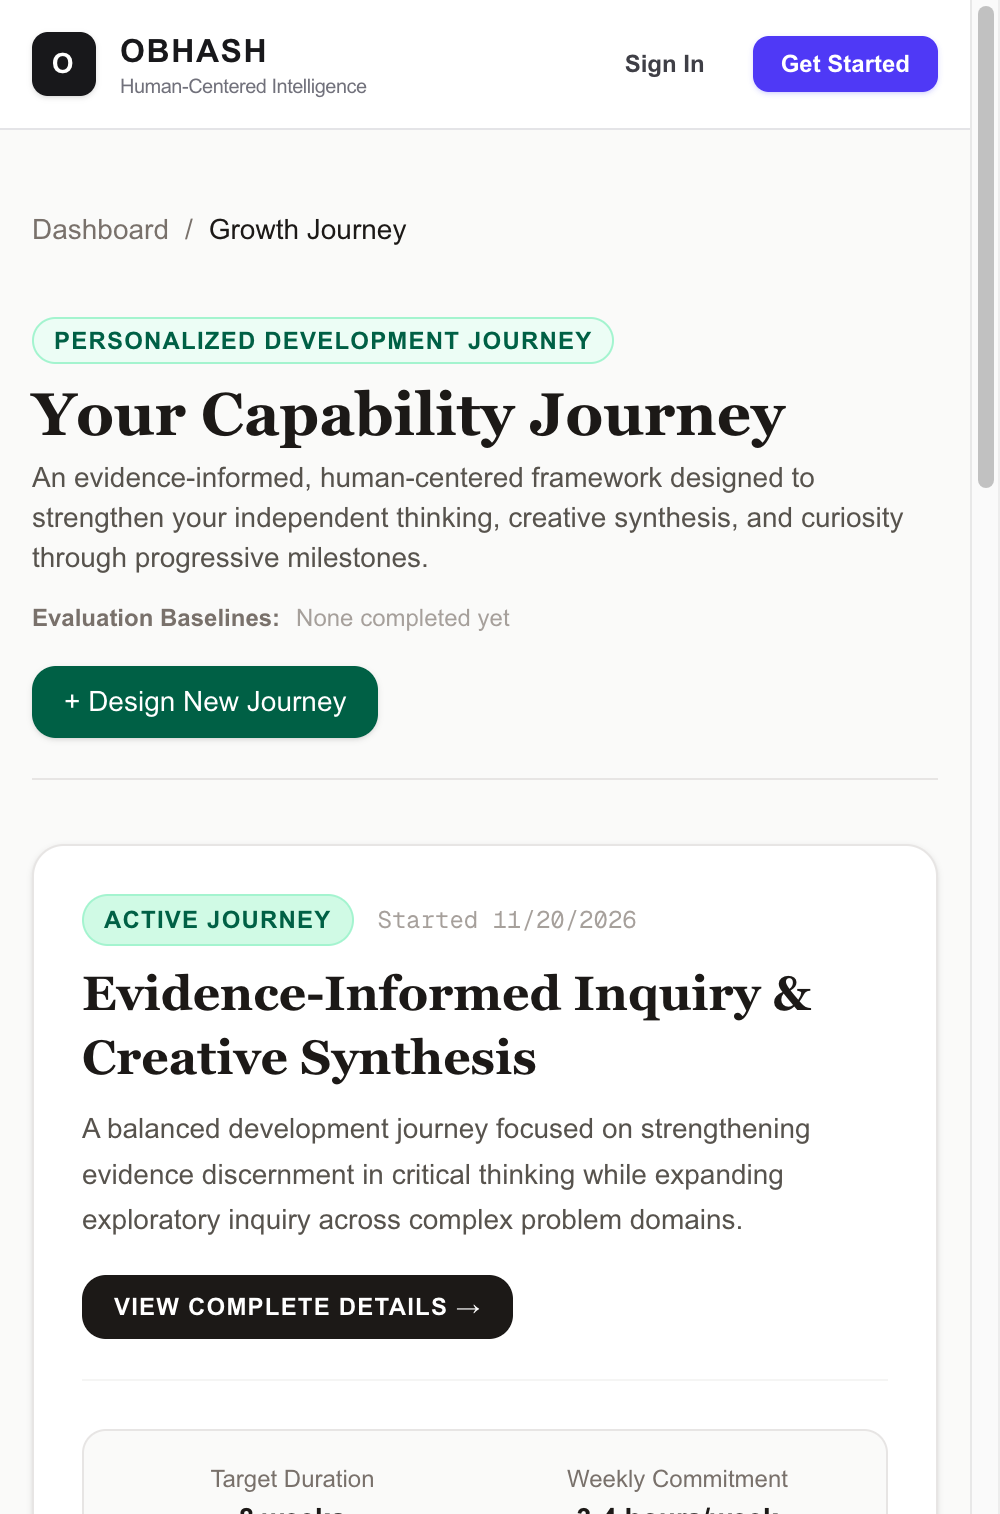 O
OBHASH
Human-Centered Intelligence
Sign In
Get Started
Dashboard / Growth Journey
PERSONALIZED DEVELOPMENT JOURNEY
Your Capability Journey
An evidence-informed, human-centered framework designed to
strengthen your independent thinking, creative synthesis, and curiosity
through progressive milestones.
Evaluation Baselines: None completed yet
+ Design New Journey
ACTIVE JOURNEY Started 11/20/2026
Evidence-Informed Inquiry &
Creative Synthesis
A balanced development journey focused on strengthening
evidence discernment in critical thinking while expanding
exploratory inquiry across complex problem domains.
VIEW COMPLETE DETAILS →
Target Duration
Weekly Commitment